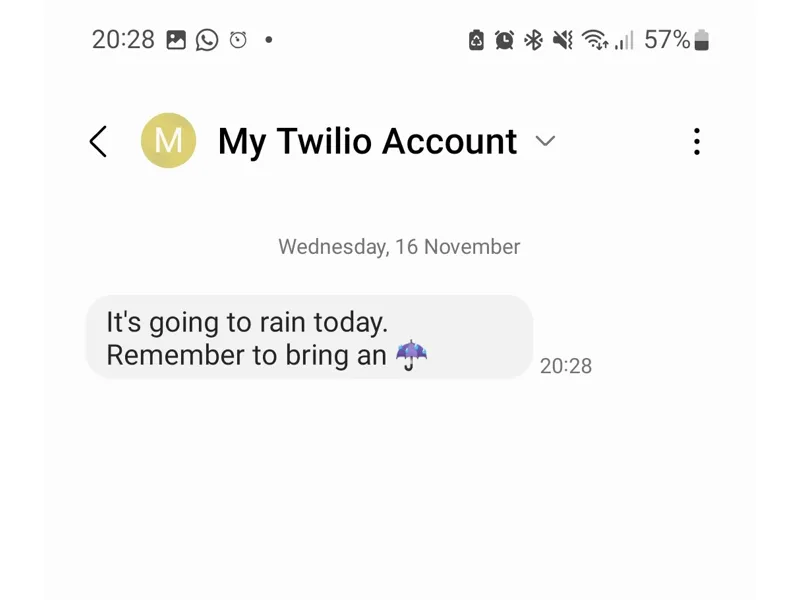 20:28 57%
M My Twilio Account
Wednesday, 16 November
It's going to rain today.
Remember to bring an ☔
20:28